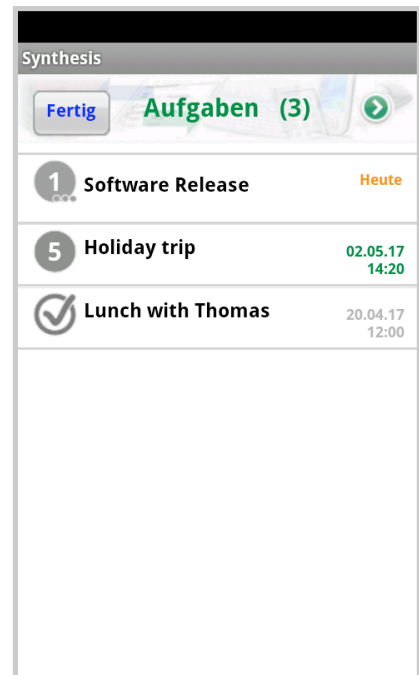 Synthesis
Fertig Aufgaben (3)
1 Software Release Heute
5 Holiday trip 02.05.17
14:20
Lunch with Thomas 20.04.17
12:00